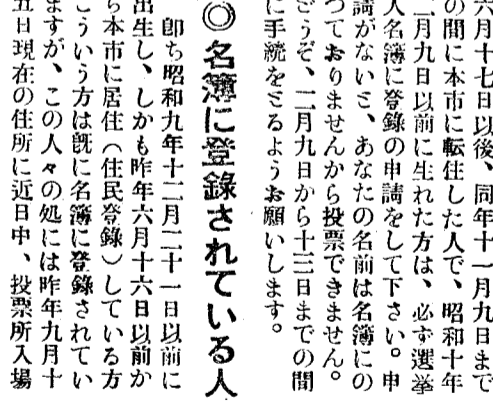 六月十七日以後、同年十一月九日まで
の間に本市に転住した人で、昭和十年
二月九日以前に生れた方は、必ず選挙
人名簿に登録の申請をして下さい。申
請がないと、あなたの名前は名簿にの
つておりませんから投票できません。
どうぞ、二月九日から十三日までの間
に手続をとるようお願いします。
◎名簿に登録されている人
卽ち昭和九年十二月二十一日以前に
出生し、しかも昨年六月十六日以前か
ら本市に居住（住民登録）している方
こういう方は既に名簿に登録されてい
ますが、この人々の処には昨年九月十
五日現在の住所に近日中、投票所入場